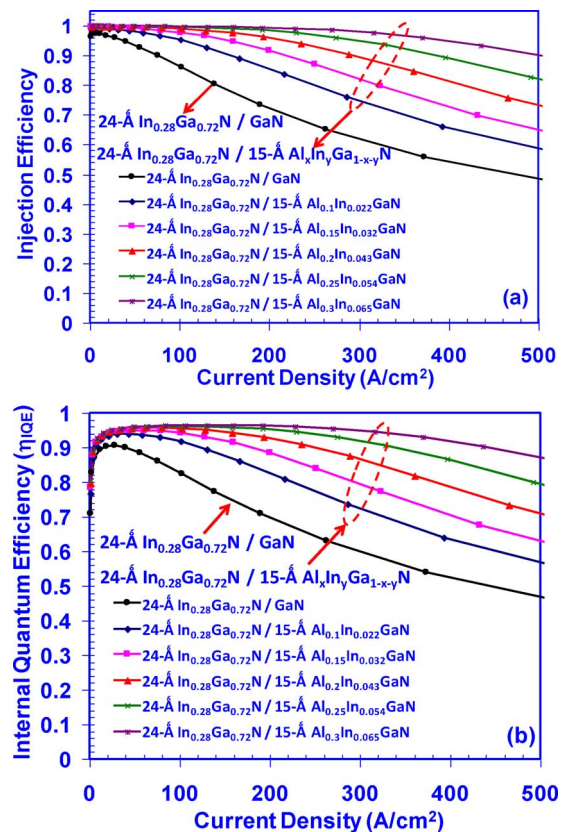 1
0.9
0.8
0.7
0.6
0.5
0.4
0.3
0.2
0.1
0
Injection Efficiency
24-Å In0.28Ga0.72N / GaN
24-Å In0.28Ga0.72N / 15-Å AlxInyGa1-x-yN
24-Å In0.28Ga0.72N / GaN
24-Å In0.28Ga0.72N / 15-Å Al0.1In0.022GaN
24-Å In0.28Ga0.72N / 15-Å Al0.15In0.032GaN
24-Å In0.28Ga0.72N / 15-Å Al0.2In0.043GaN
24-Å In0.28Ga0.72N / 15-Å Al0.25In0.054GaN
24-Å In0.28Ga0.72N / 15-Å Al0.3In0.065GaN
(a)
0 100 200 300 400 500
Current Density (A/cm²)
1
0.9
0.8
0.7
0.6
0.5
0.4
0.3
0.2
0.1
0
Internal Quantum Efficiency (ηIQE)
24-Å In0.28Ga0.72N / GaN
24-Å In0.28Ga0.72N / 15-Å AlxInyGa1-x-yN
24-Å In0.28Ga0.72N / GaN
24-Å In0.28Ga0.72N / 15-Å Al0.1In0.022GaN
24-Å In0.28Ga0.72N / 15-Å Al0.15In0.032GaN
24-Å In0.28Ga0.72N / 15-Å Al0.2In0.043GaN
24-Å In0.28Ga0.72N / 15-Å Al0.25In0.054GaN
24-Å In0.28Ga0.72N / 15-Å Al0.3In0.065GaN
(b)
0 100 200 300 400 500
Current Density (A/cm²)